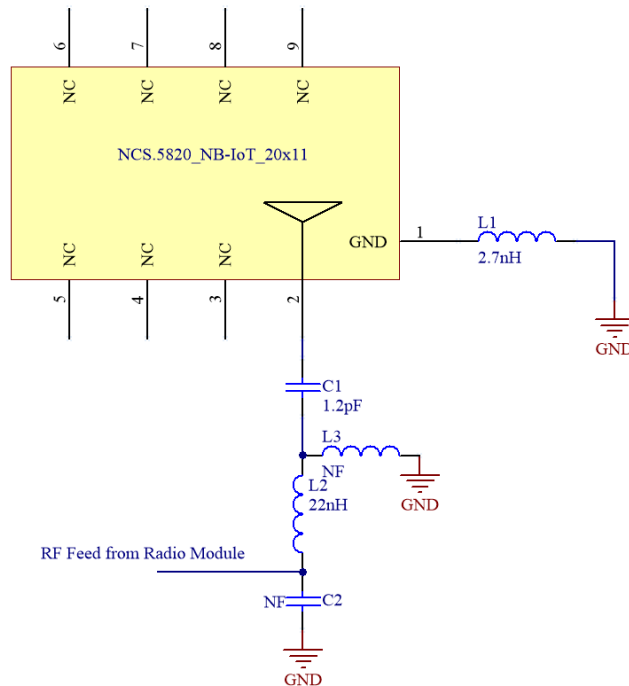 6
7
8
9
NC
NC
NC
NC
NCS.5820_NB-IoT_20x11
GND
1
L1
2.7nH
GND
NC
NC
NC
5
4
3
2
C1
1.2pF
L3
NF
GND
L2
22nH
RF Feed from Radio Module
NF
C2
GND